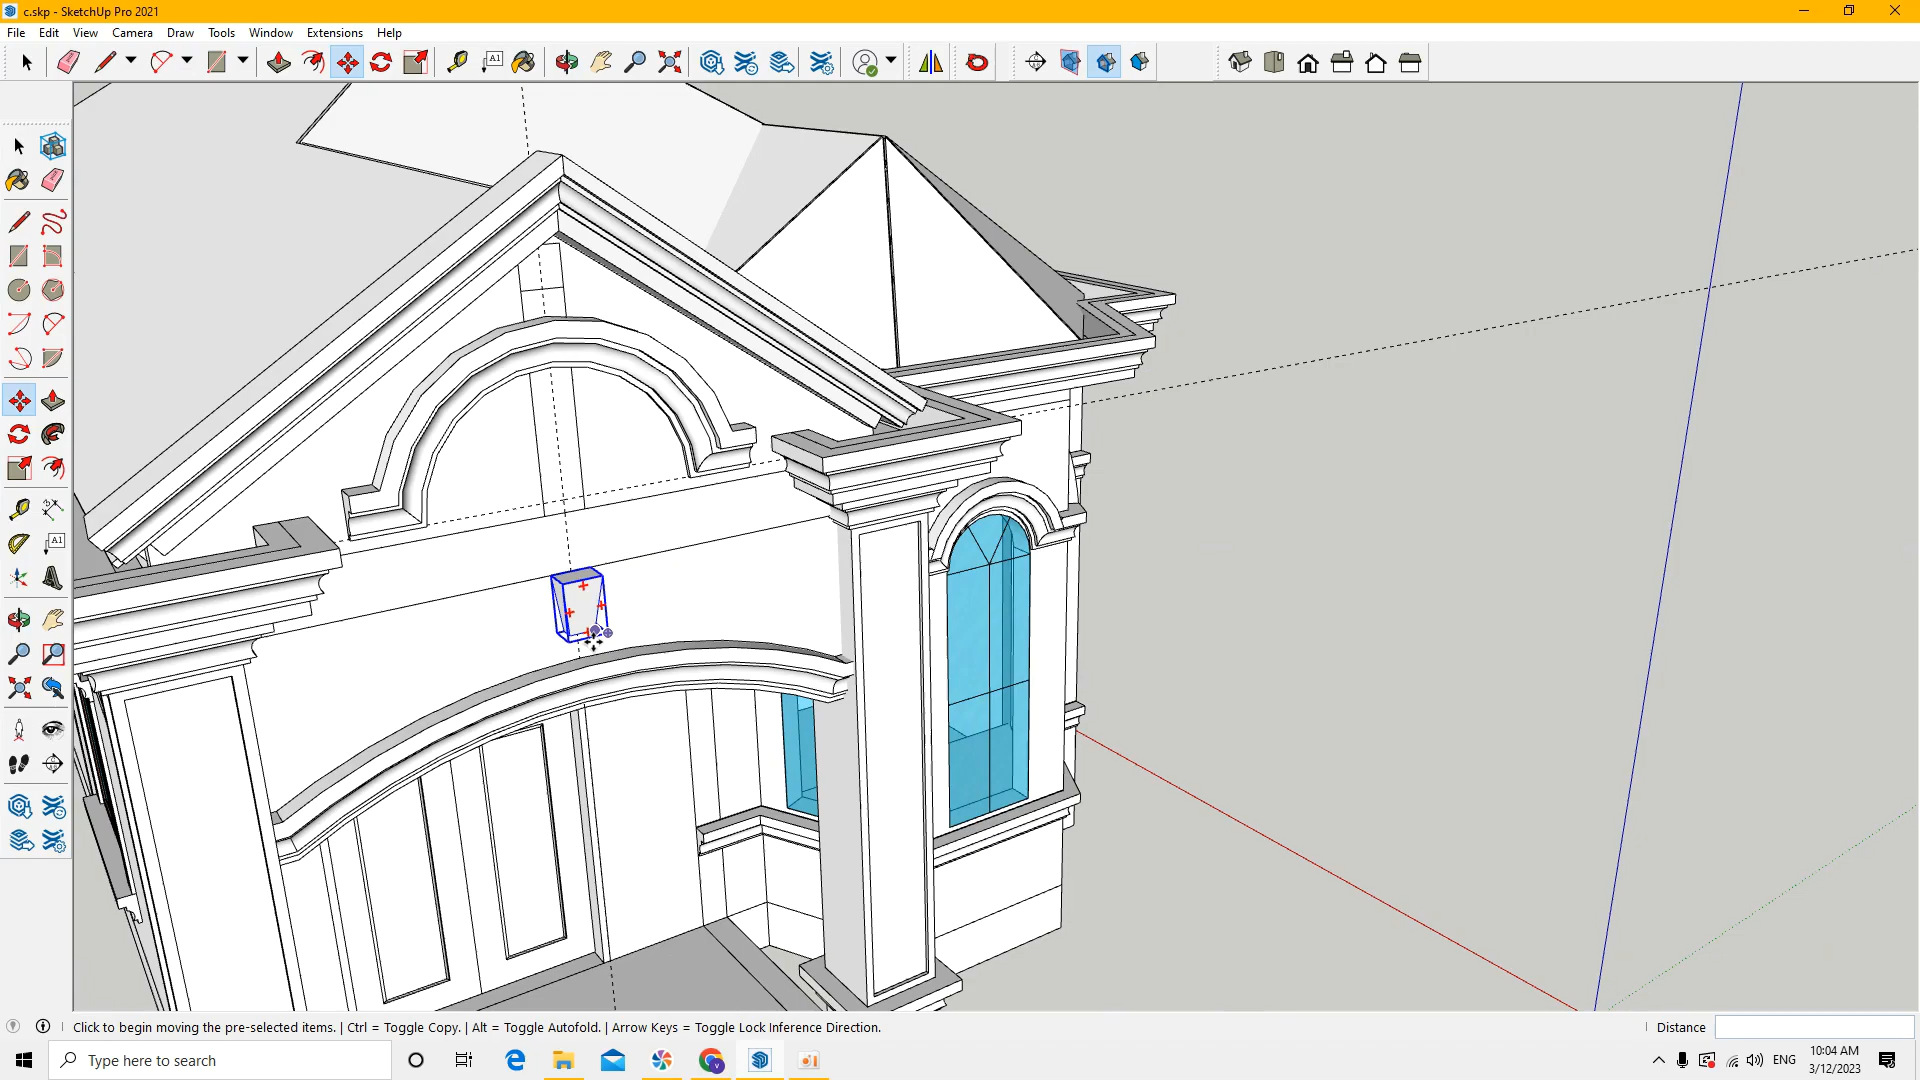 c.skp - SketchUp Pro 2021
File Edit View Camera Draw Tools Window Extensions Help
A1
A1
Click to begin moving the pre-selected items. | Ctrl = Toggle Copy. | Alt = Toggle Autofold. | Arrow Keys = Toggle Lock Inference Direction.
Distance
Type here to search
ENG
10:04 AM
3/12/2023